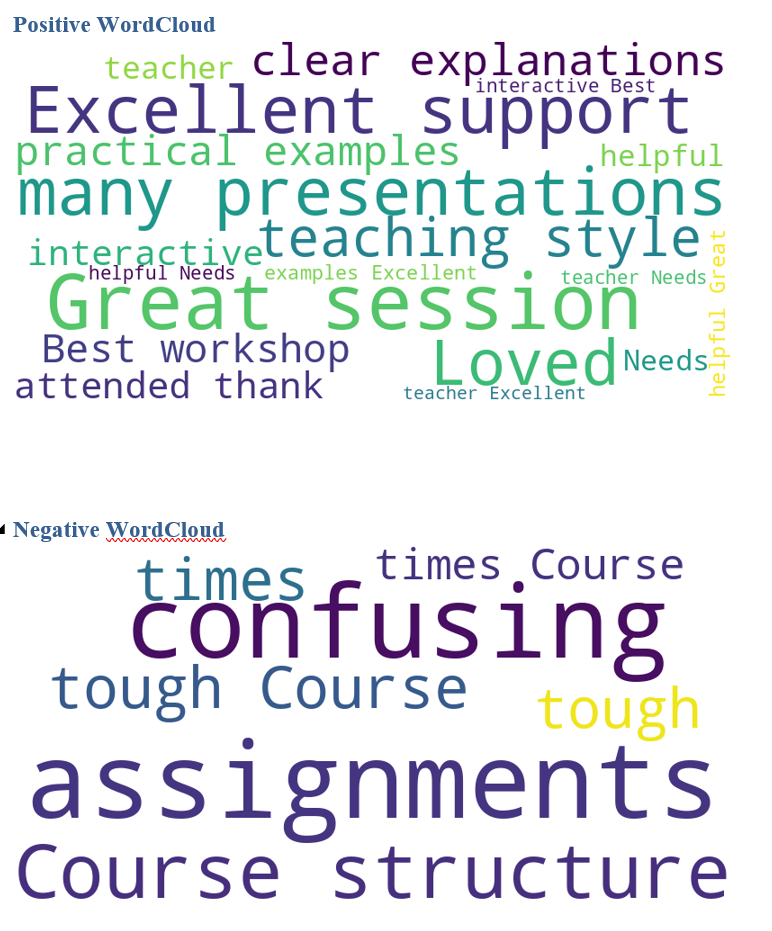 Positive WordCloud
teacher clear explanations
interactive Best
Excellent support
practical examples helpful
many presentations
interactive teaching style
helpful Needs examples Excellent teacher Needs
helpful Great
Great session
Best workshop Loved Needs
attended thank teacher Excellent
Negative WordCloud
times times Course
confusing
tough Course tough
assignments
Course structure